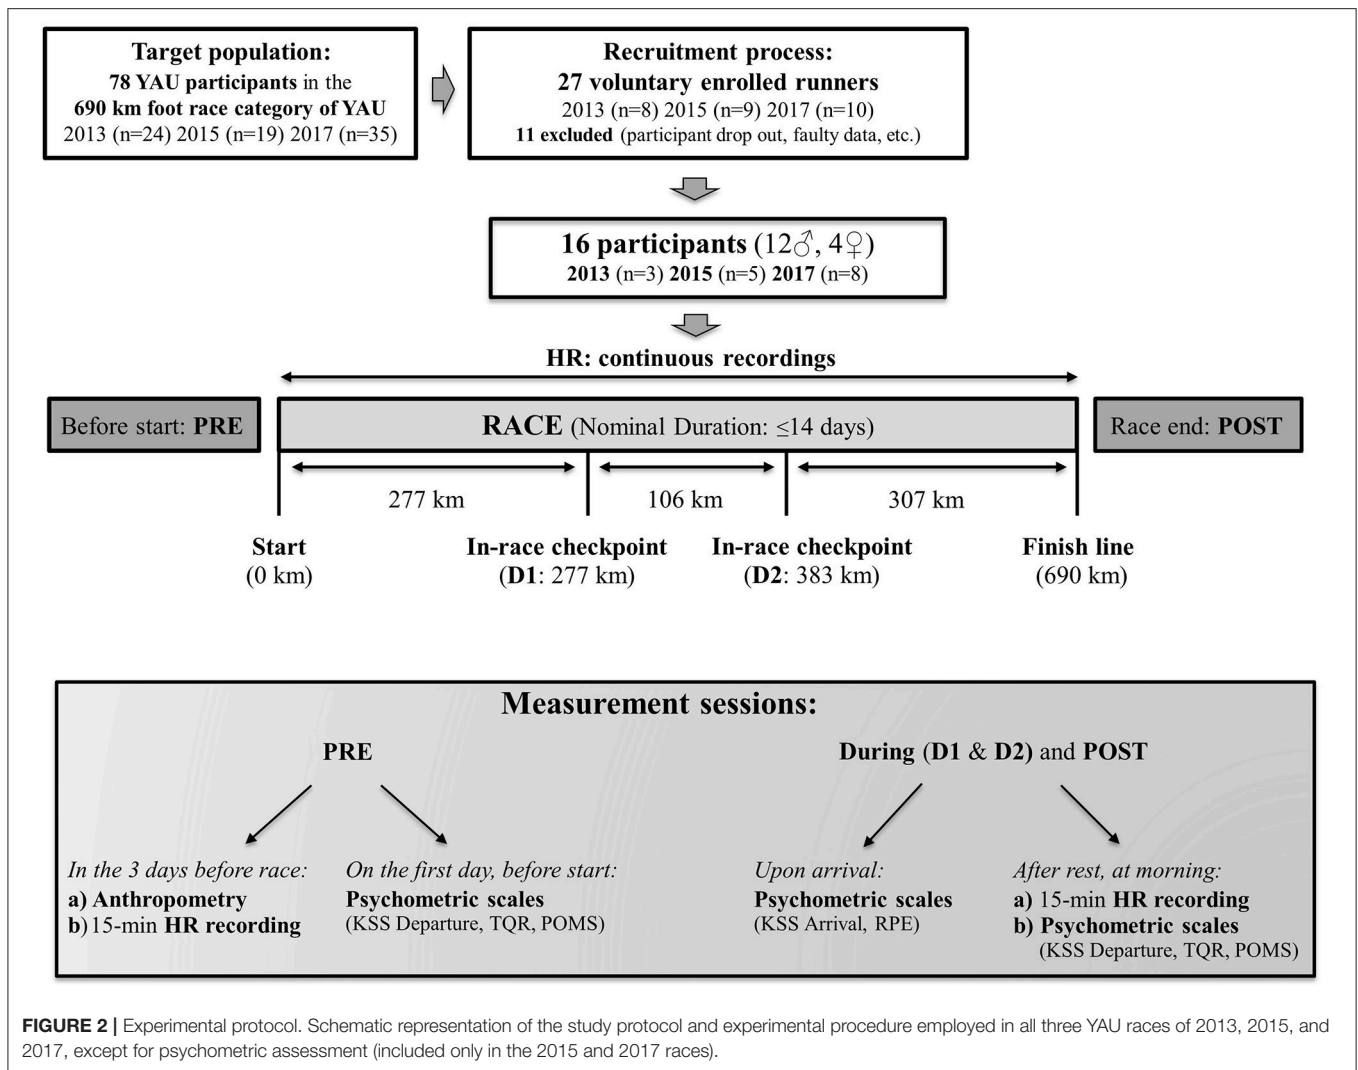 Target population:
78 YAU participants in the
690 km foot race category of YAU
2013 (n=24) 2015 (n=19) 2017 (n=35)
Recruitment process:
27 voluntary enrolled runners
2013 (n=8) 2015 (n=9) 2017 (n=10)
11 excluded (participant drop out, faulty data, etc.)
16 participants (12♂, 4♀)
2013 (n=3) 2015 (n=5) 2017 (n=8)
HR: continuous recordings
Before start: PRE
RACE (Nominal Duration: ≤14 days)
Race end: POST
277 km
106 km
307 km
Start
(0 km)
In-race checkpoint
(D1: 277 km)
In-race checkpoint
(D2: 383 km)
Finish line
(690 km)
Measurement sessions:
PRE
During (D1 & D2) and POST
In the 3 days before race:
a) Anthropometry
b) 15-min HR recording
On the first day, before start:
Psychometric scales
(KSS Departure, TQR, POMS)
Upon arrival:
Psychometric scales
(KSS Arrival, RPE)
After rest, at morning:
a) 15-min HR recording
b) Psychometric scales
(KSS Departure, TQR, POMS)
FIGURE 2 | Experimental protocol. Schematic representation of the study protocol and experimental procedure employed in all three YAU races of 2013, 2015, and
2017, except for psychometric assessment (included only in the 2015 and 2017 races).